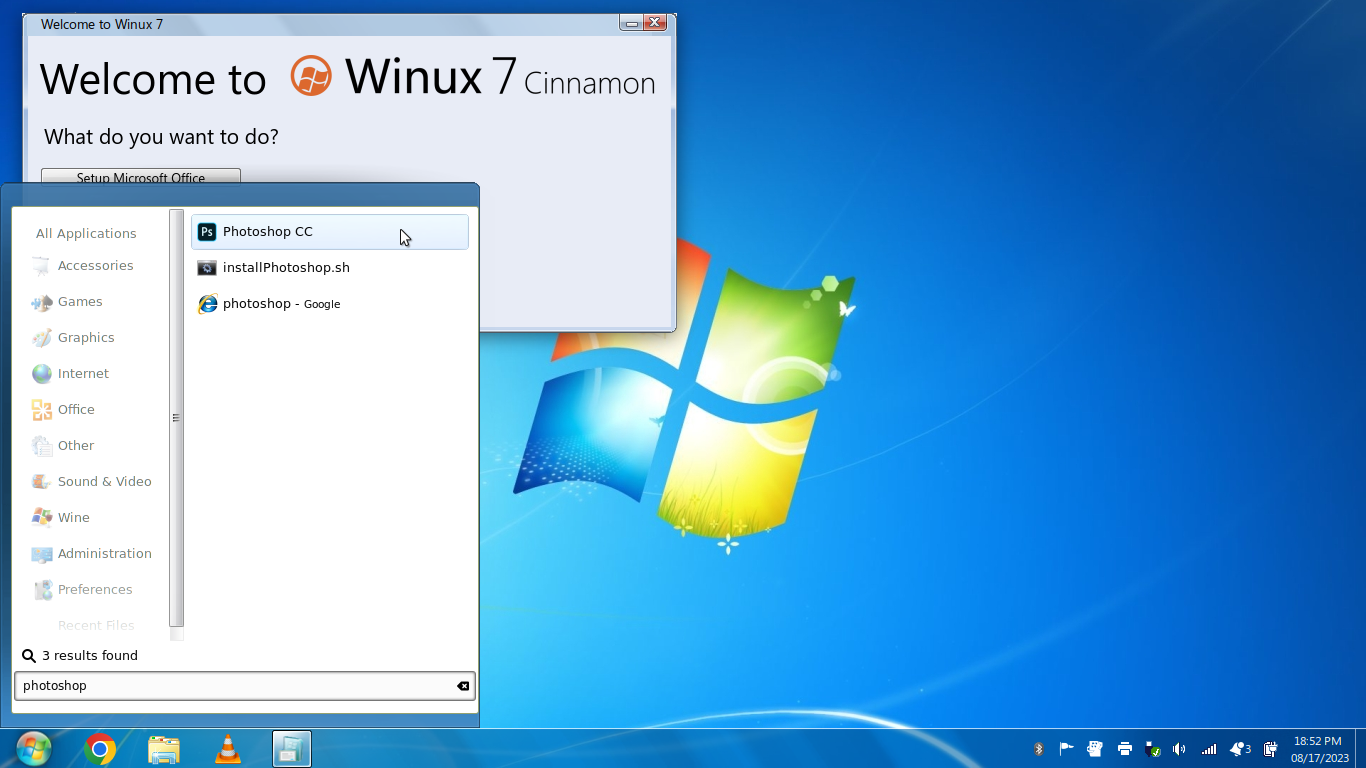 Welcome to Winux 7
Welcome to Winux 7 Cinnamon
What do you want to do?
Setup Microsoft Office
All Applications
Accessories
Games
Graphics
Internet
Office
Other
Sound & Video
Wine
Administration
Preferences
Recent Files
Ps Photoshop CC
installPhotoshop.sh
photoshop - Google
3 results found
photoshop
3
18:52 PM
08/17/2023